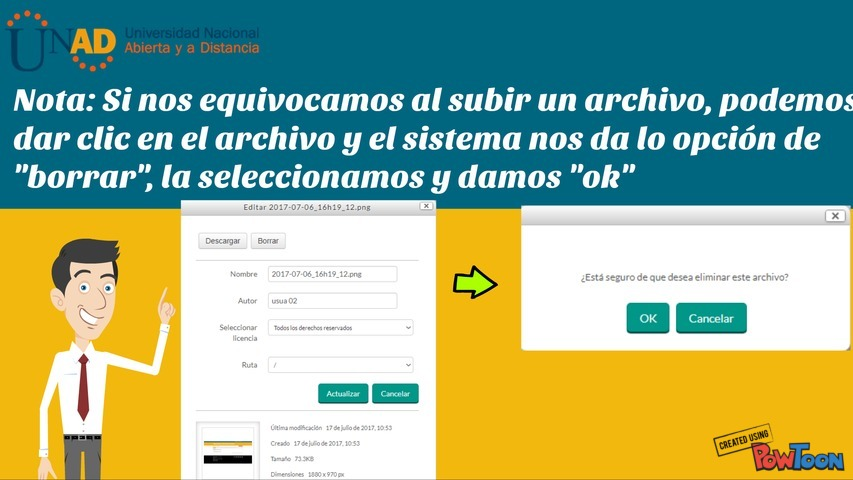 UNAD
Universidad Nacional
Abierta y a Distancia
Nota: Si nos equivocamos al subir un archivo, podemos
dar clic en el archivo y el sistema nos da lo opción de
"borrar", la seleccionamos y damos "ok"
Editar 2017-07-06_16h19_12.png
Descargar Borrar
Nombre 2017-07-06_16h19_12.png
Autor usua 02
Seleccionar licencia Todos los derechos reservados
Ruta /
Actualizar Cancelar
Última modificación 17 de julio de 2017, 10:53
Creado 17 de julio de 2017, 10:53
Tamaño 73.3KB
Dimensiones 1880 x 970 px
¿Está seguro de que desea eliminar este archivo?
OK Cancelar
CREATED USING
POWTOON